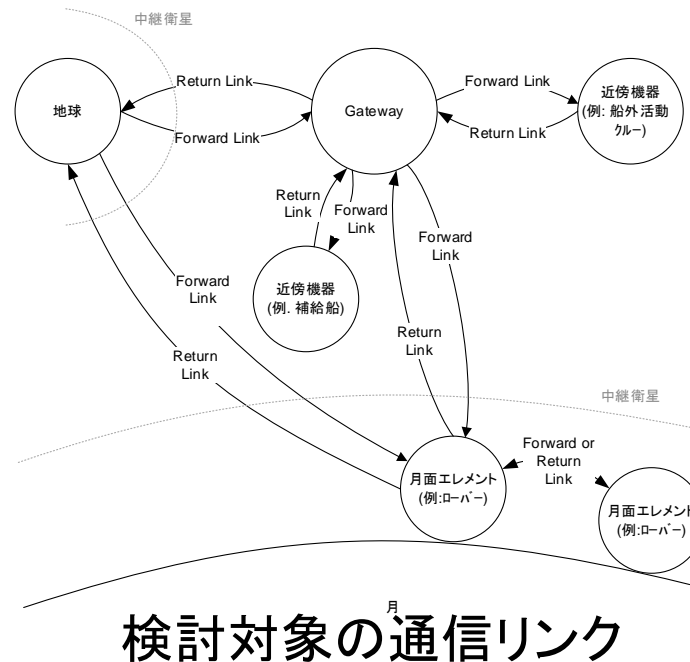 中継衛星
地球
Return Link
Forward Link
Gateway
Forward Link
Return Link
近傍機器
(例: 船外活動
クルー)
Return
Link
Forward
Link
近傍機器
(例. 補給船)
Forward
Link
Forward
Link
Return
Link
Return
Link
中継衛星
月面エレメント
(例:ローバー)
Forward or
Return
Link
月面エレメント
(例:ローバー)
月
検討対象の通信リンク